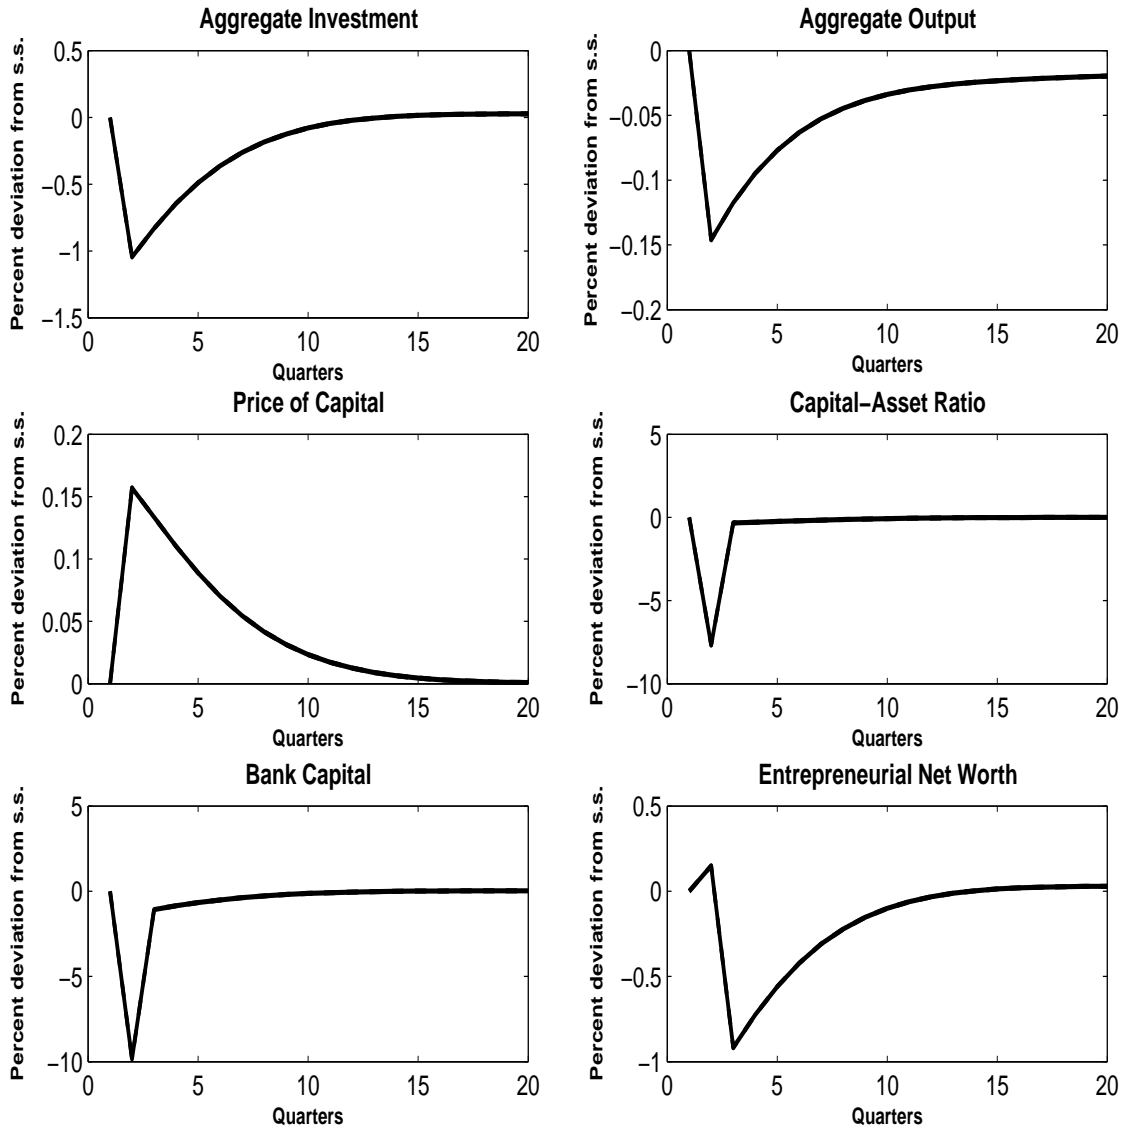 Aggregate Investment
Percent deviation from s.s.
0.5
0
−0.5
−1
−1.5
0 5 10 15 20
Quarters
Aggregate Output
Percent deviation from s.s.
0
−0.05
−0.1
−0.15
−0.2
0 5 10 15 20
Quarters
Price of Capital
Percent deviation from s.s.
0.2
0.15
0.1
0.05
0
0 5 10 15 20
Quarters
Capital−Asset Ratio
Percent deviation from s.s.
5
0
−5
−10
0 5 10 15 20
Quarters
Bank Capital
Percent deviation from s.s.
5
0
−5
−10
0 5 10 15 20
Quarters
Entrepreneurial Net Worth
Percent deviation from s.s.
0.5
0
−0.5
−1
0 5 10 15 20
Quarters